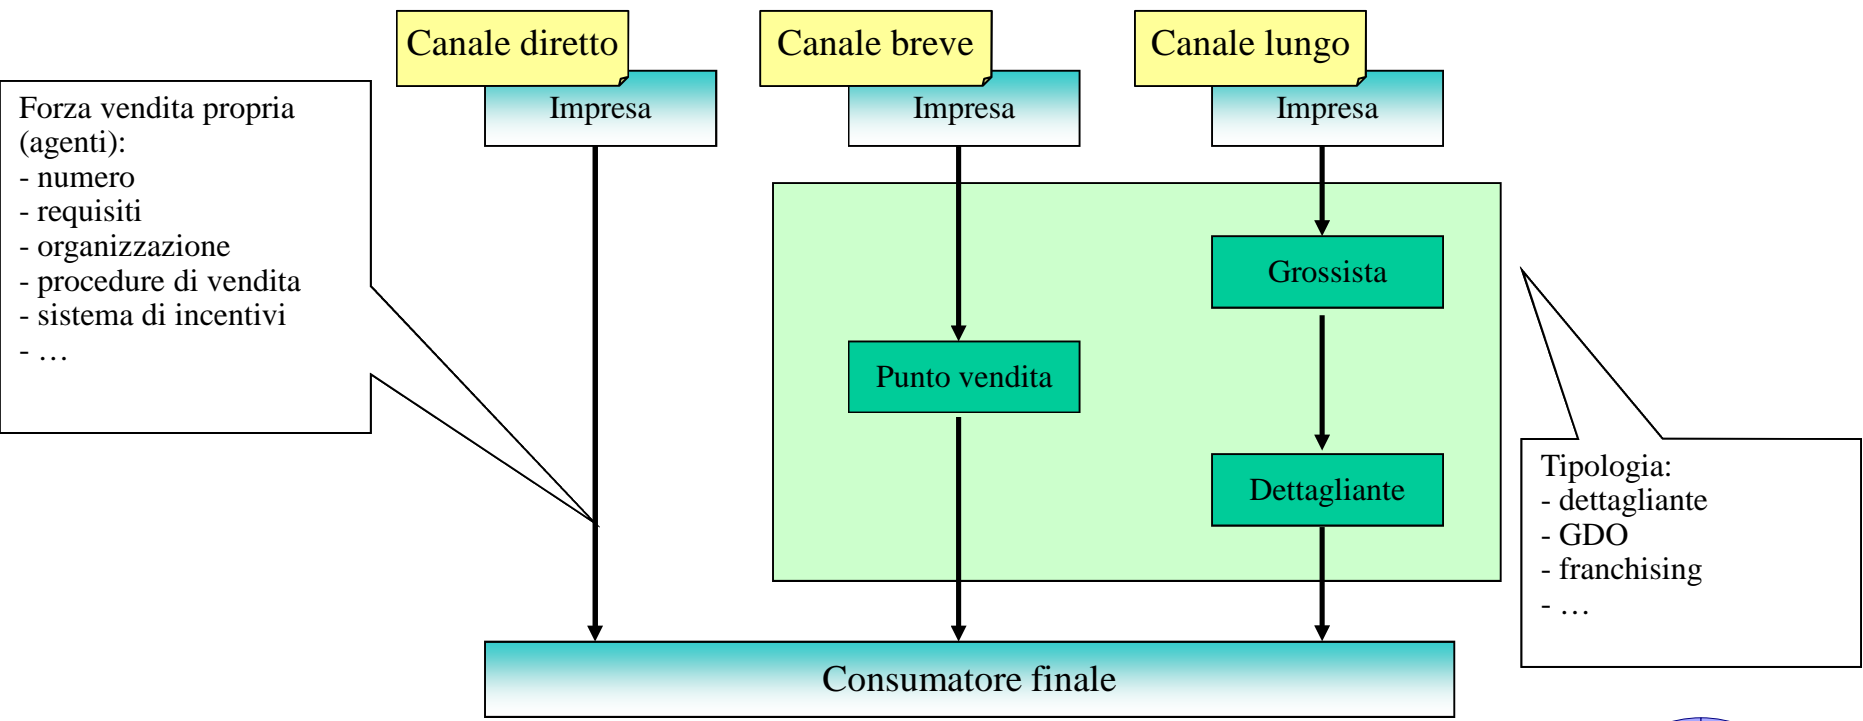 Canale diretto
Canale breve
Canale lungo
Impresa
Impresa
Impresa
Forza vendita propria
(agenti):
- numero
- requisiti
- organizzazione
- procedure di vendita
- sistema di incentivi
- …
Grossista
Punto vendita
Dettagliante
Tipologia:
- dettagliante
- GDO
- franchising
- …
Consumatore finale